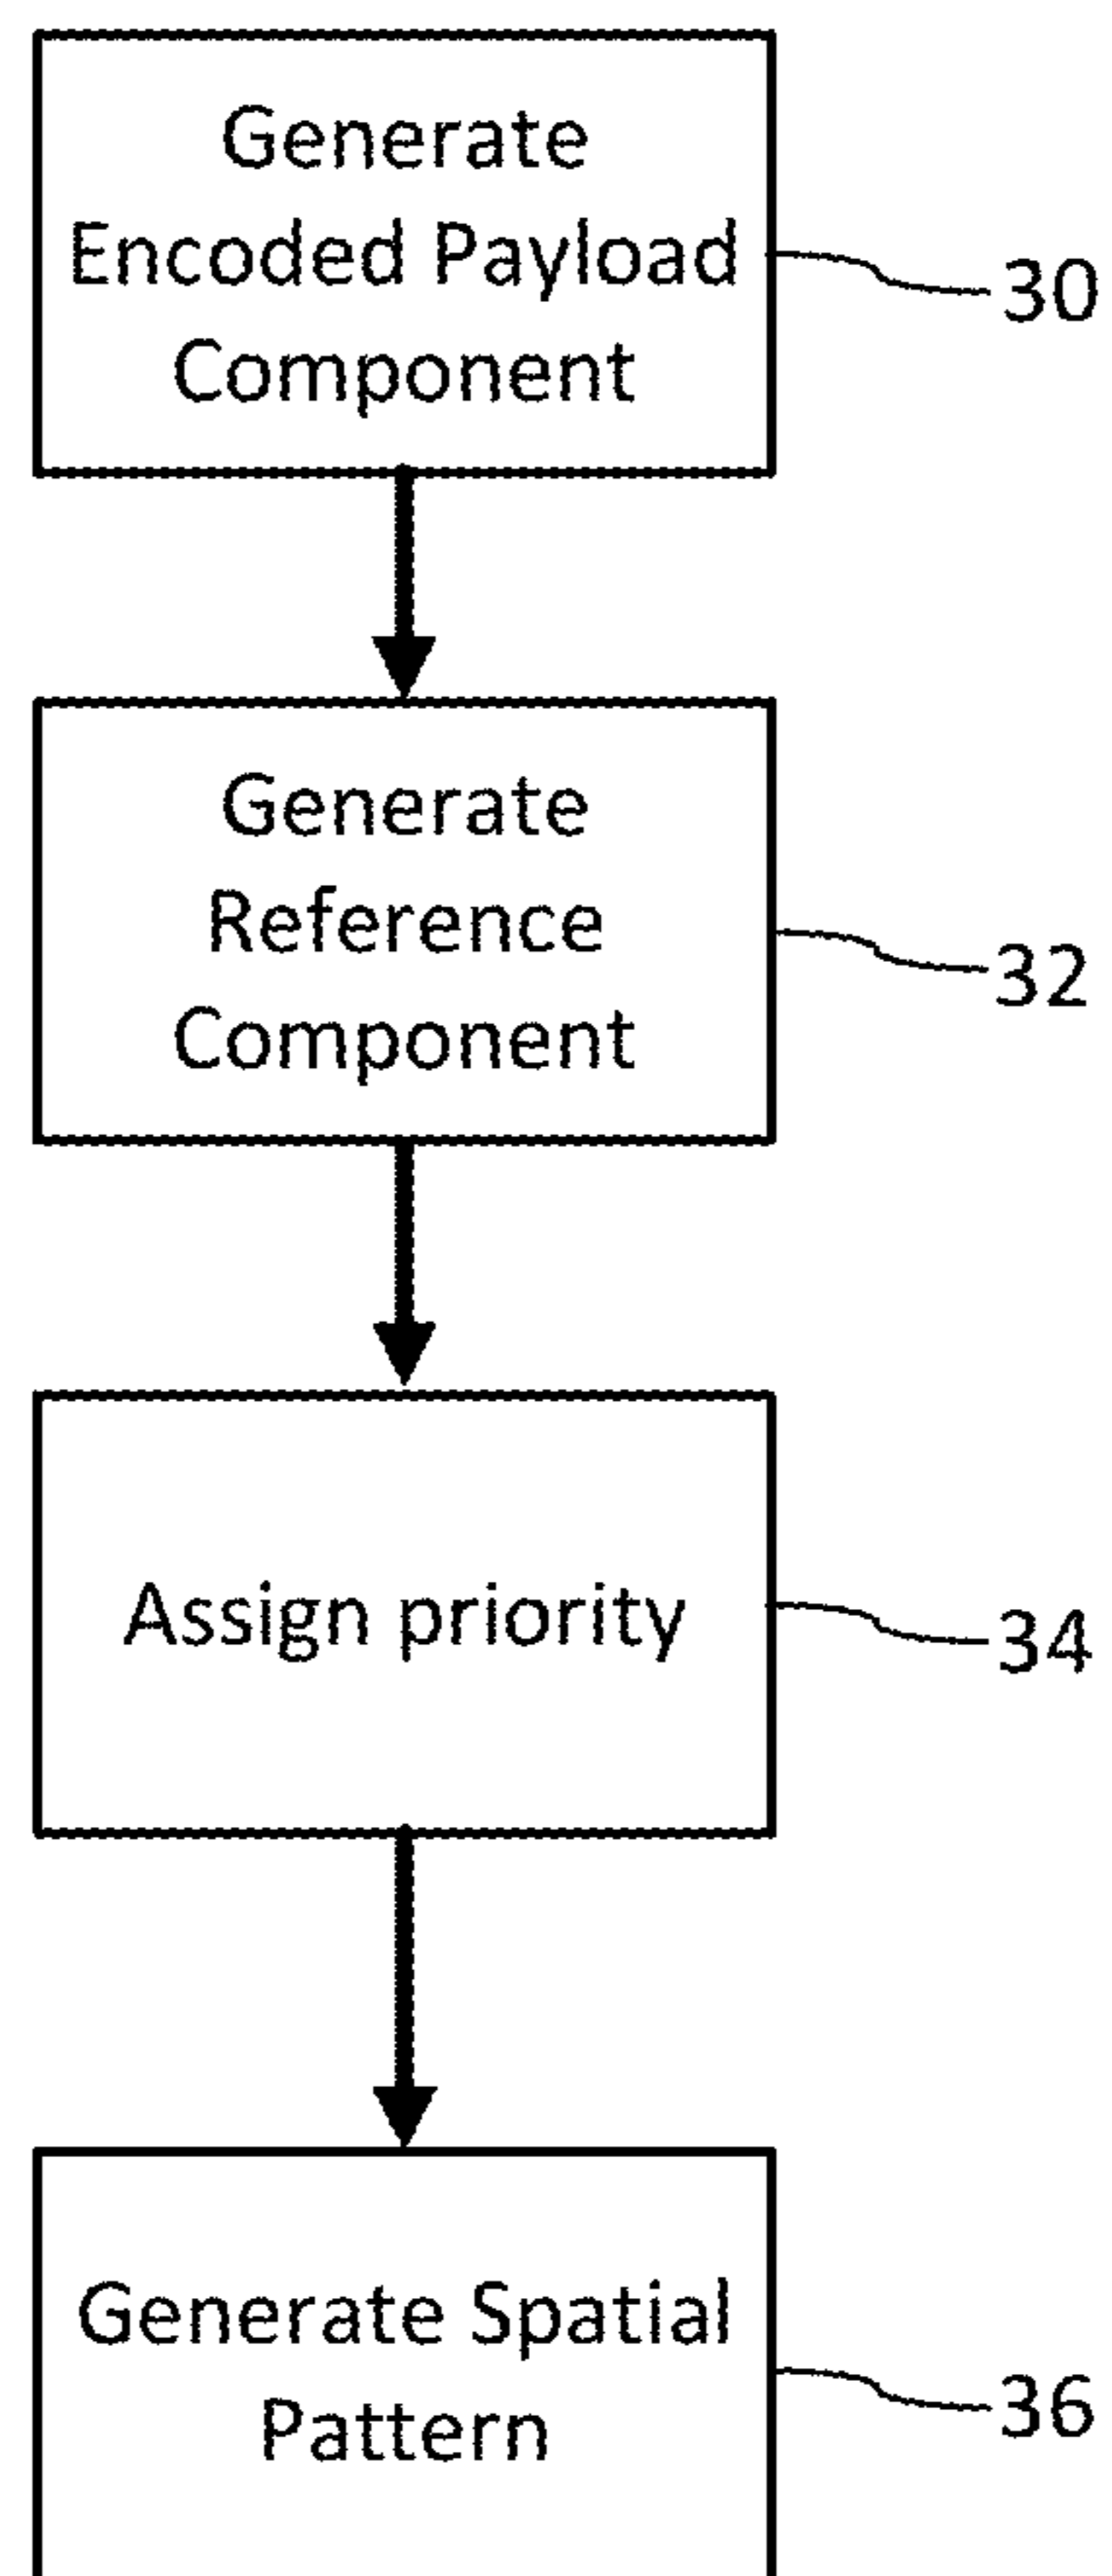 Generate
Encoded Payload
Component
30
Generate
Reference
Component
32
Assign priority
34
Generate Spatial
Pattern
36